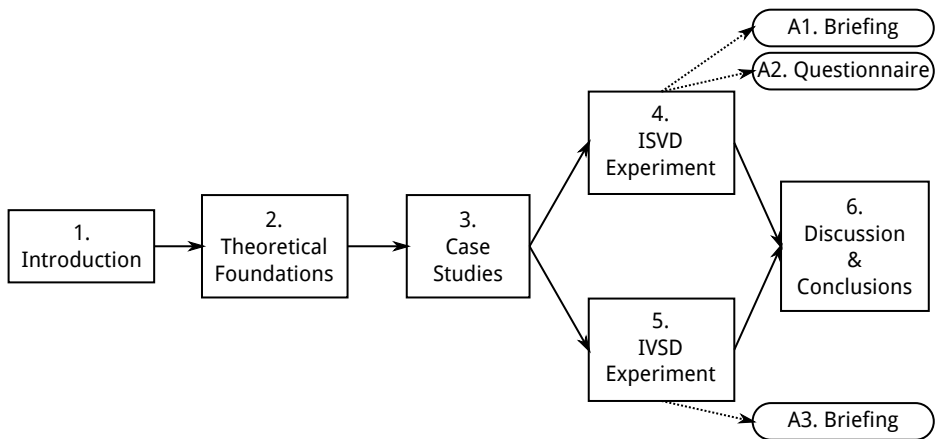 1.
Introduction
2.
Theoretical
Foundations
3.
Case
Studies
4.
ISVD
Experiment
A1. Briefing
A2. Questionnaire
5.
IVSD
Experiment
A3. Briefing
6.
Discussion
&
Conclusions